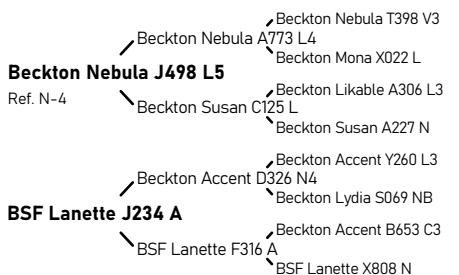 Beckton Nebula T398 V3
Beckton Nebula A773 L4
Beckton Mona X022 L
Beckton Nebula J498 L5
Ref. N-4
Beckton Likable A306 L3
Beckton Susan C125 L
Beckton Susan A227 N
Beckton Accent Y260 L3
Beckton Accent D326 N4
Beckton Lydia S069 NB
BSF Lanette J234 A
Beckton Accent B653 C3
BSF Lanette F316 A
BSF Lanette X808 N